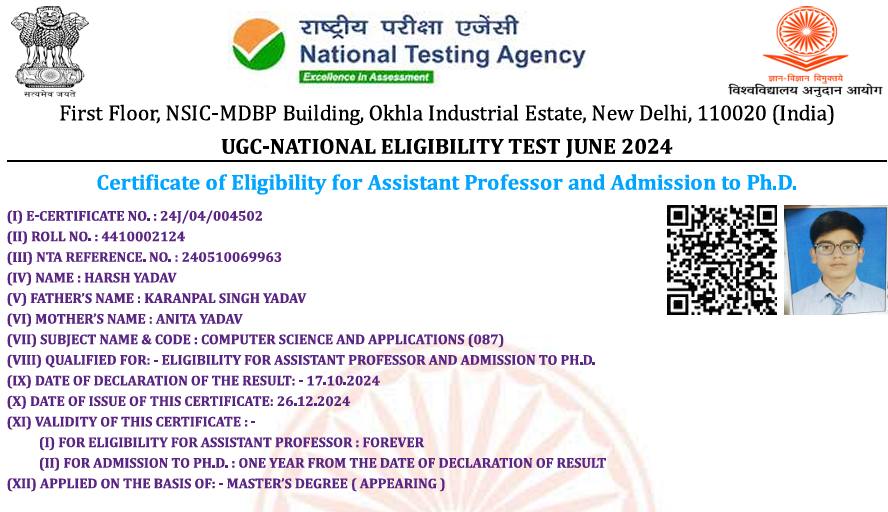 सत्यमेव जयते
राष्ट्रीय परीक्षा एजेंसी
National Testing Agency
Excellence in Assessment
ज्ञान-विज्ञान विमुक्तये
विश्वविद्यालय अनुदान आयोग
First Floor, NSIC-MDBP Building, Okhla Industrial Estate, New Delhi, 110020 (India)
UGC-NATIONAL ELIGIBILITY TEST JUNE 2024
Certificate of Eligibility for Assistant Professor and Admission to Ph.D.
(I) E-CERTIFICATE NO. : 24J/04/004502
(II) ROLL NO. : 4410002124
(III) NTA REFERENCE. NO. : 240510069963
(IV) NAME : HARSH YADAV
(V) FATHER'S NAME : KARANPAL SINGH YADAV
(VI) MOTHER'S NAME : ANITA YADAV
(VII) SUBJECT NAME & CODE : COMPUTER SCIENCE AND APPLICATIONS (087)
(VIII) QUALIFIED FOR: - ELIGIBILITY FOR ASSISTANT PROFESSOR AND ADMISSION TO PH.D.
(IX) DATE OF DECLARATION OF THE RESULT: - 17.10.2024
(X) DATE OF ISSUE OF THIS CERTIFICATE: 26.12.2024
(XI) VALIDITY OF THIS CERTIFICATE : -
(I) FOR ELIGIBILITY FOR ASSISTANT PROFESSOR : FOREVER
(II) FOR ADMISSION TO PH.D. : ONE YEAR FROM THE DATE OF DECLARATION OF RESULT
(XII) APPLIED ON THE BASIS OF: - MASTER'S DEGREE ( APPEARING )